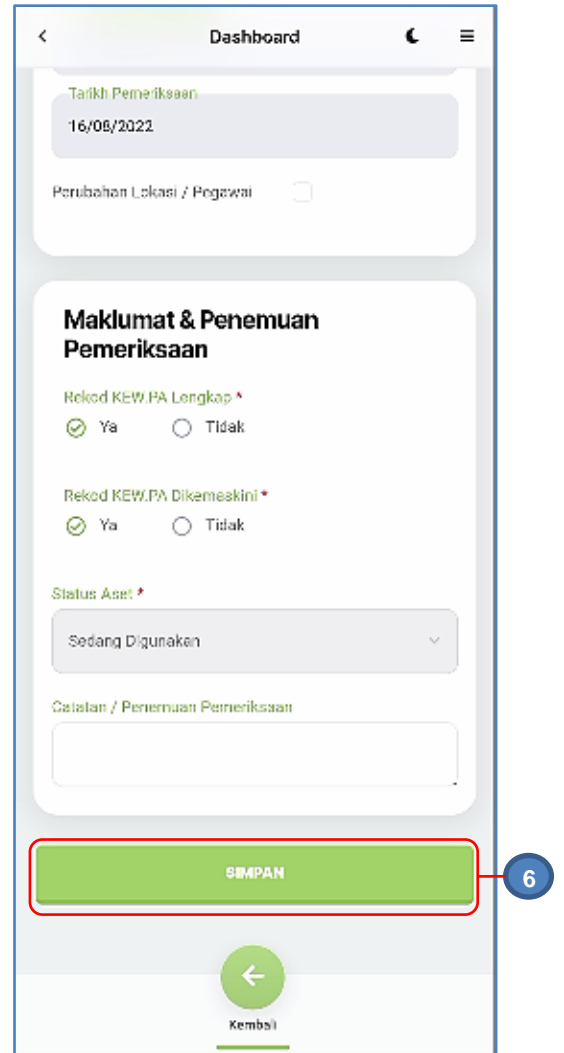 Dashboard
Tarikh Pemeriksaan
16/08/2022
Perubahan Lokasi / Pegawai
Maklumat & Penemuan
Pemeriksaan
Rekod KEW.PA Lengkap *
Ya Tidak
Rekod KEW.PA Dikemaskini *
Ya Tidak
Status Aset *
Sedang Digunakan
Catatan / Penemuan Pemeriksaan
SIMPAN
6
Kembali